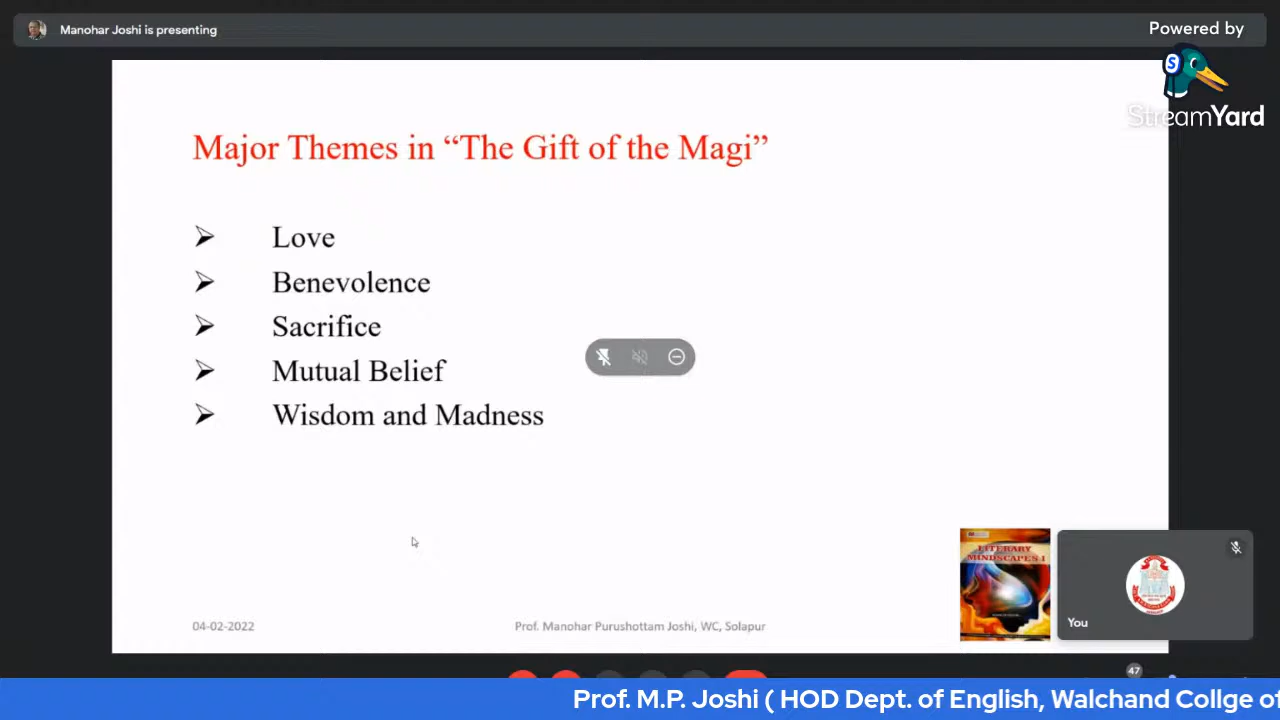 Manohar Joshi is presenting
Powered by
StreamYard
Major Themes in “The Gift of the Magi”
Love
Benevolence
Sacrifice
Mutual Belief
Wisdom and Madness
LITERARY
MINDSCAPES I
You
04-02-2022
Prof. Manohar Purushottam Joshi, WC, Solapur
47
Prof. M.P. Joshi ( HOD Dept. of English, Walchand Collge of